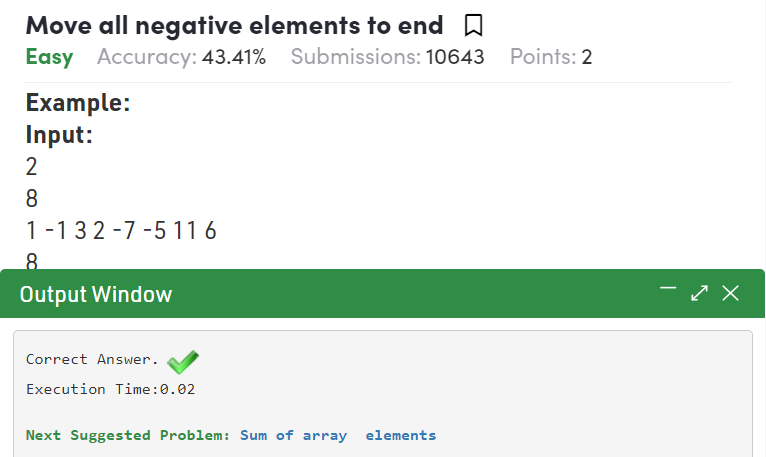 Move all negative elements to end
Easy Accuracy: 43.41% Submissions: 10643 Points: 2
Example:
Input:
2
8
1 -1 3 2 -7 -5 11 6
8
Output Window
Correct Answer.
Execution Time:0.02
Next Suggested Problem: Sum of array elements